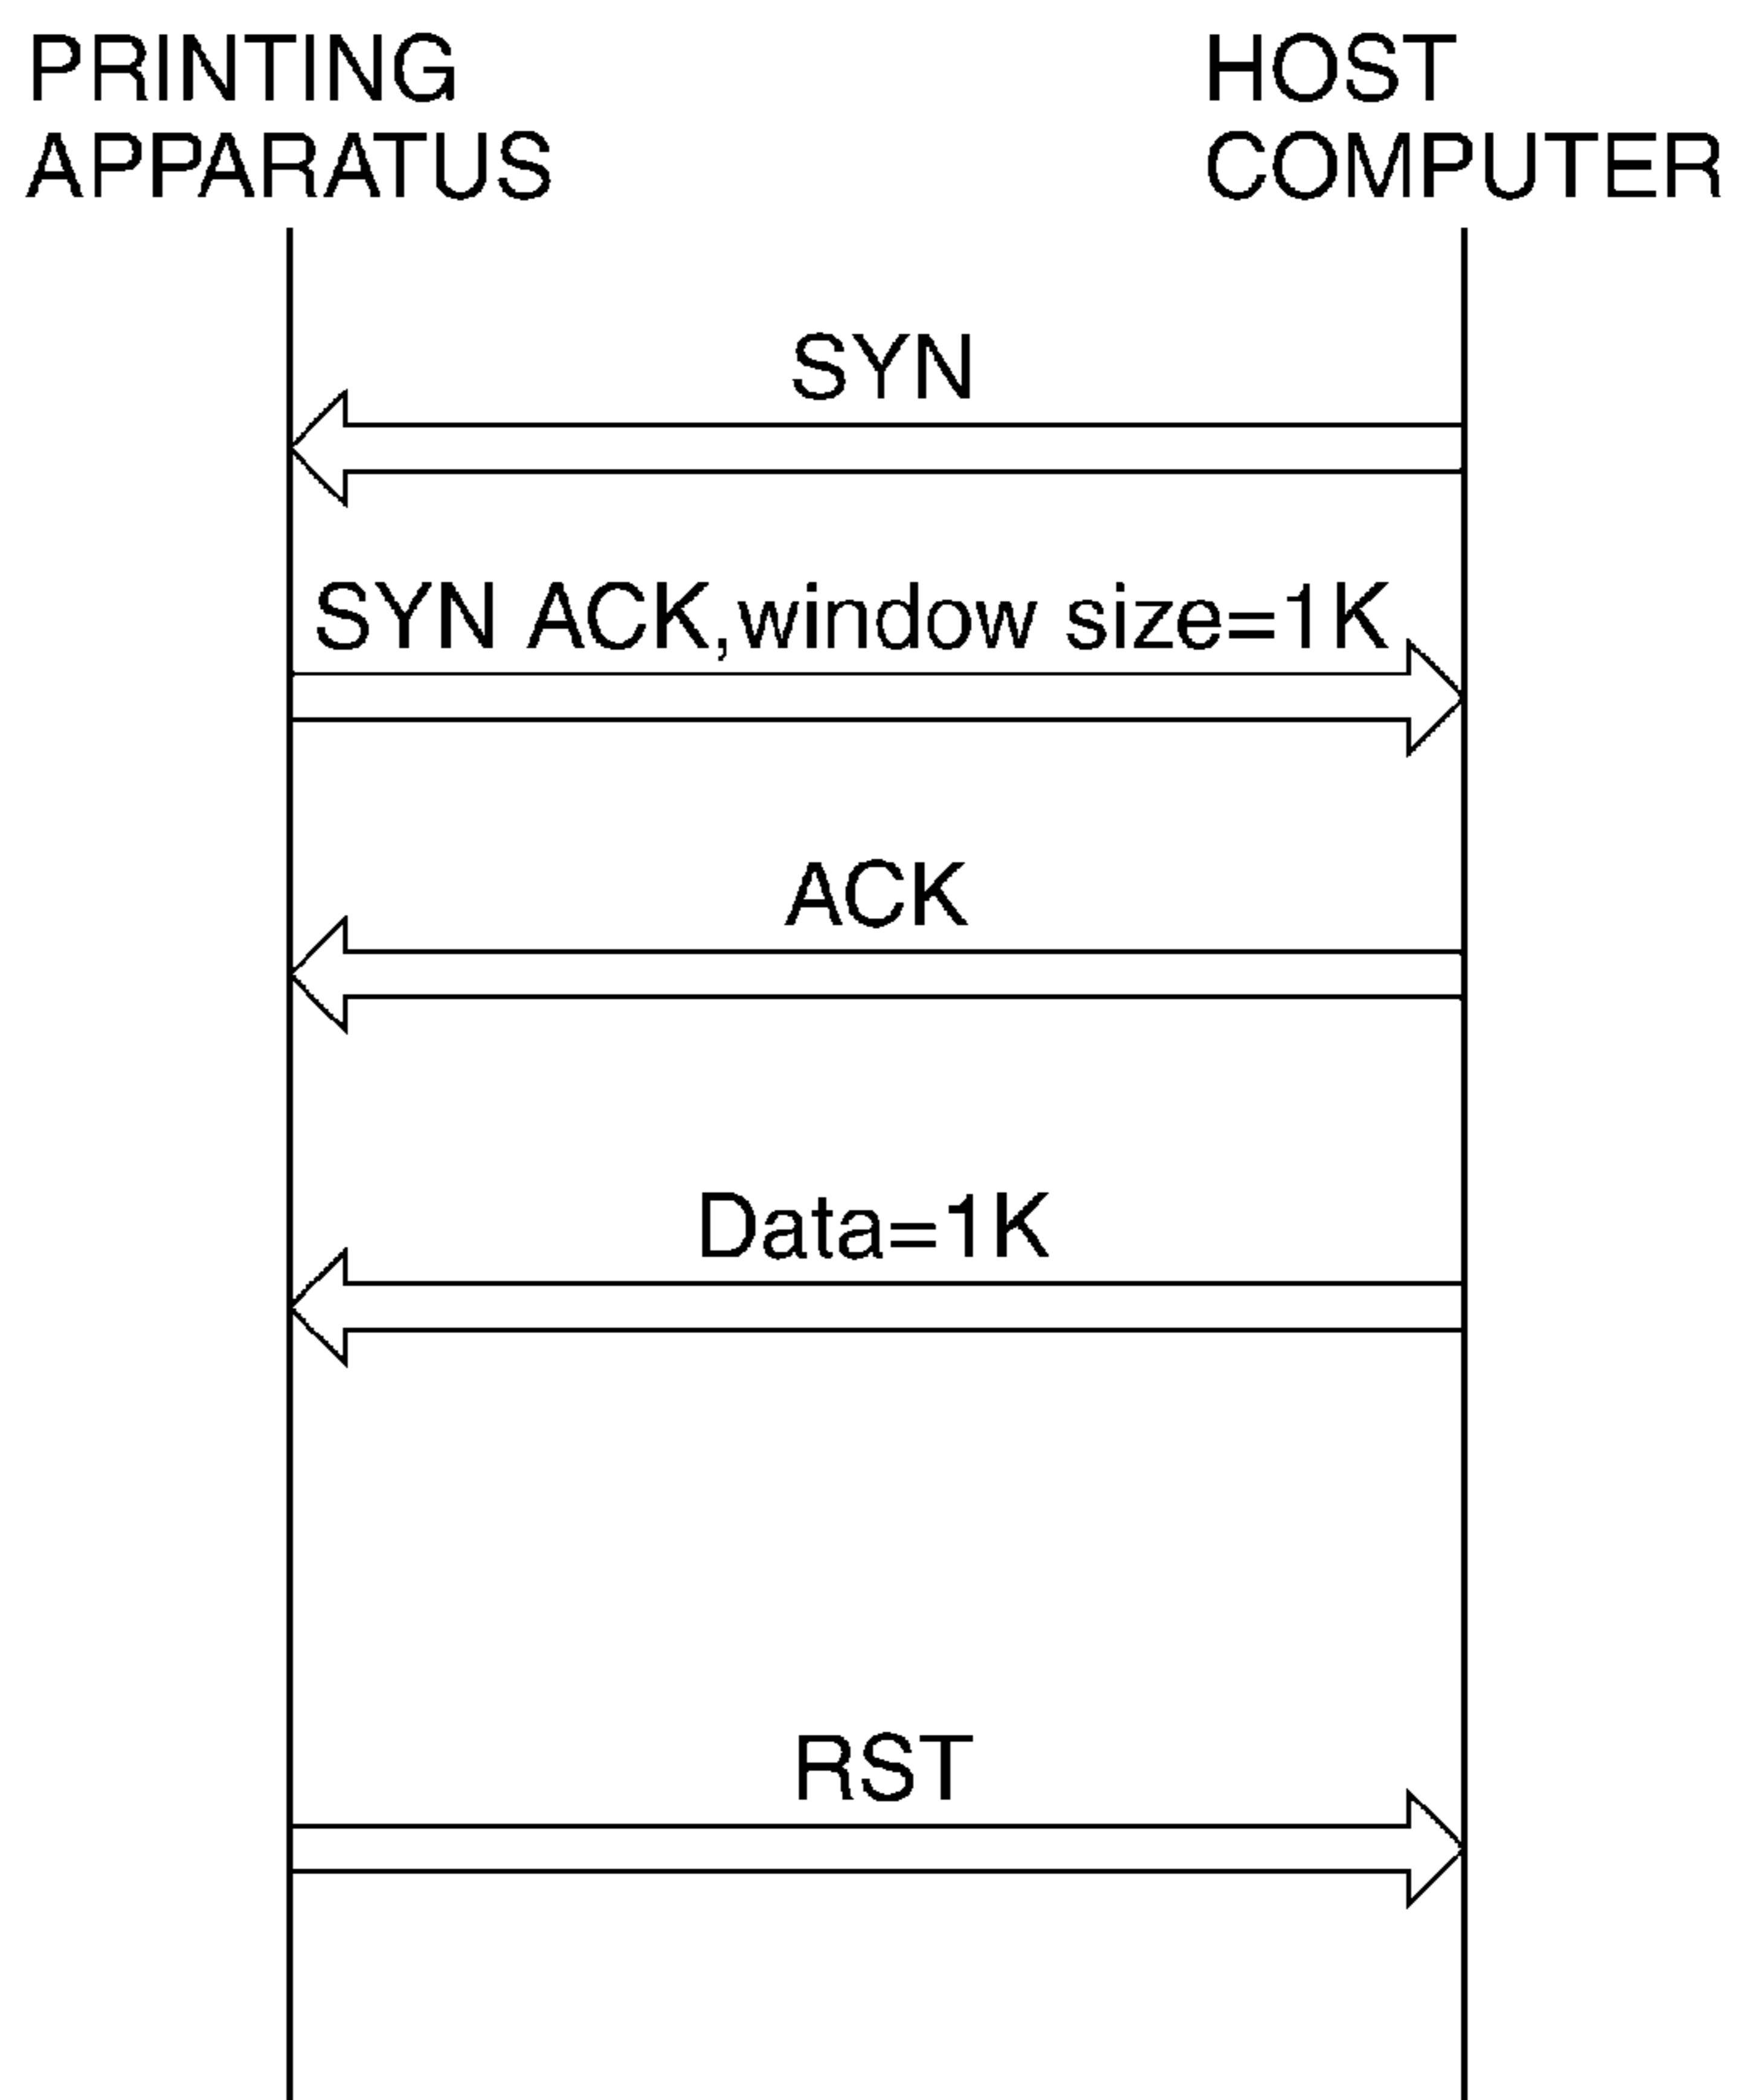 PRINTING
APPARATUS
HOST
COMPUTER
SYN
SYN ACK,window size=1K
ACK
Data=1K
RST